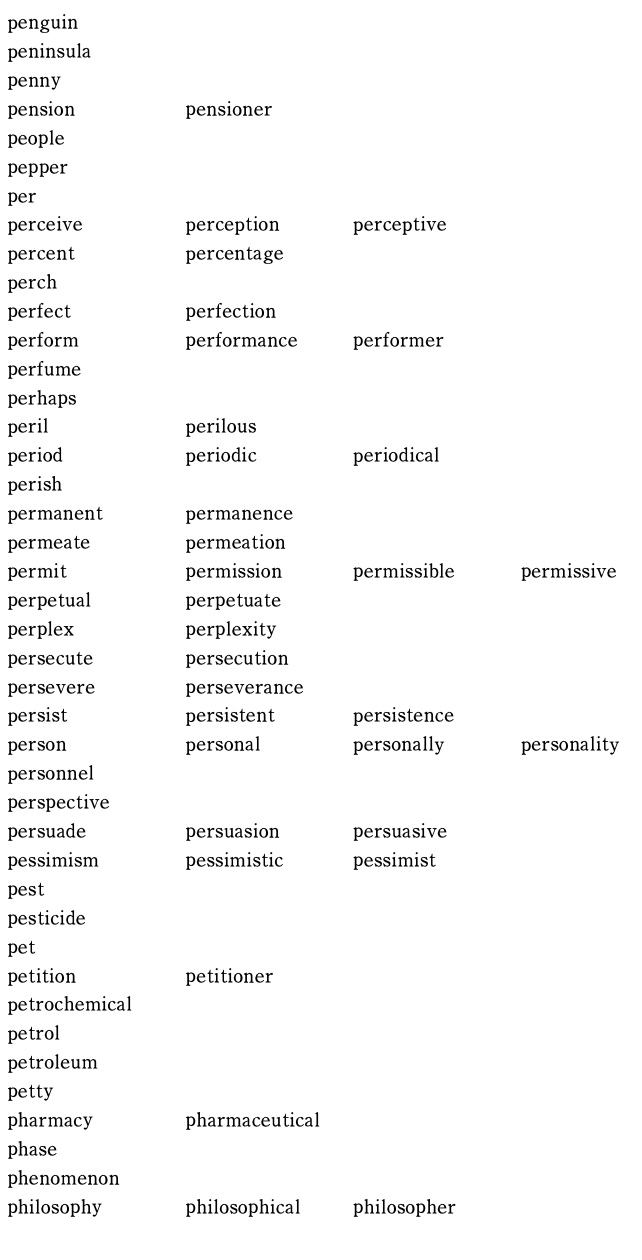 penguin
peninsula
penny
pension pensioner
people
pepper
per
perceive perception perceptive
percent percentage
perch
perfect perfection
perform performance performer
perfume
perhaps
peril perilous
period periodic periodical
perish
permanent permanence
permeate permeation
permit permission permissible permissive
perpetual perpetuate
perplex perplexity
persecute persecution
persevere perseverance
persist persistent persistence
person personal personally personality
personnel
perspective
persuade persuasion persuasive
pessimism pessimistic pessimist
pest
pesticide
pet
petition petitioner
petrochemical
petrol
petroleum
petty
pharmacy pharmaceutical
phase
phenomenon
philosophy philosophical philosopher